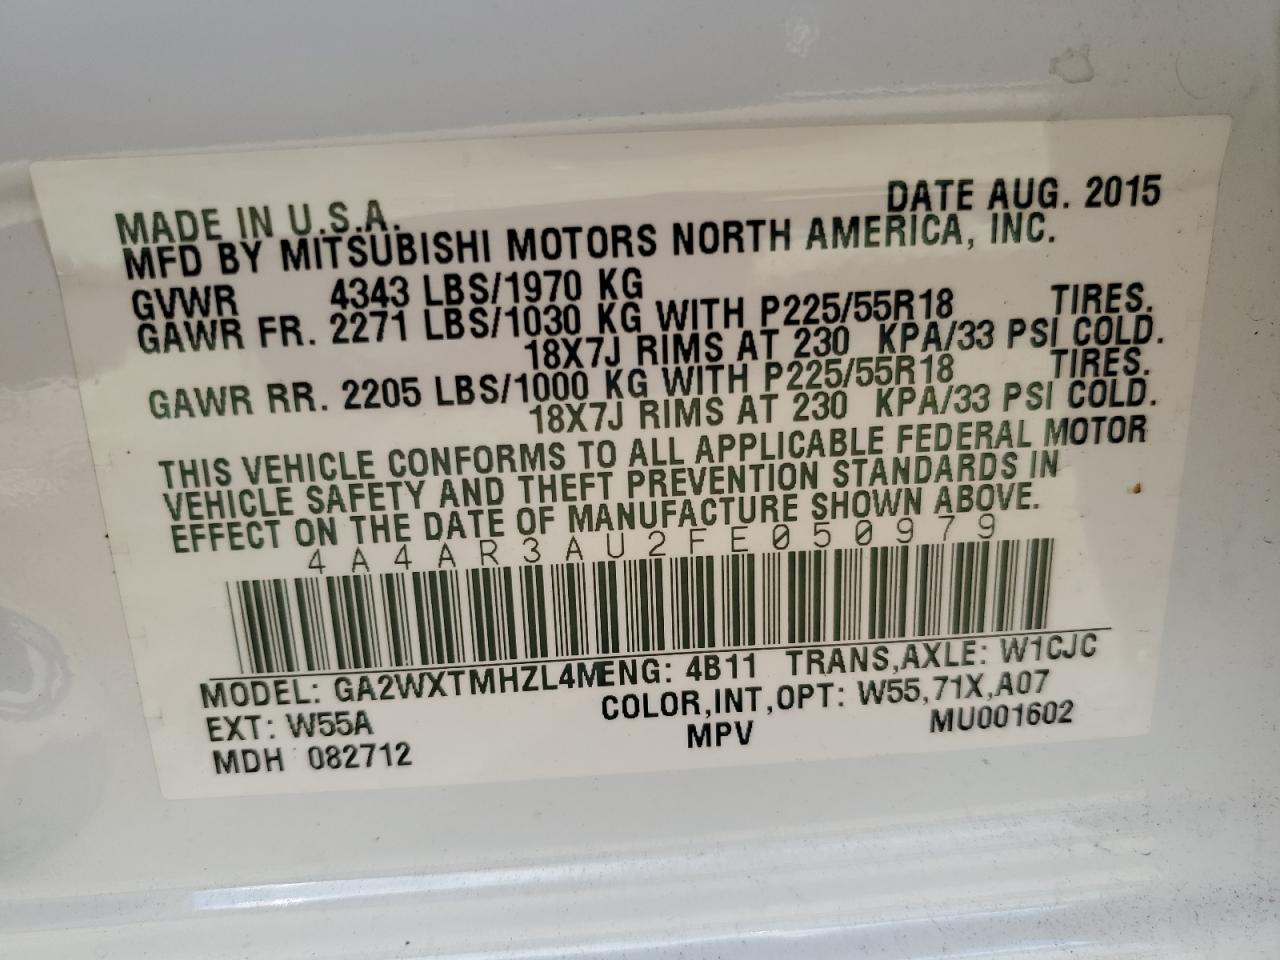 MADE IN U.S.A. DATE AUG. 2015
MFD BY MITSUBISHI MOTORS NORTH AMERICA, INC.
GVWR 4343 LBS/1970 KG
GAWR FR. 2271 LBS/1030 KG WITH P225/55R18 TIRES.
18X7J RIMS AT 230 KPA/33 PSI COLD.
GAWR RR. 2205 LBS/1000 KG WITH P225/55R18 TIRES.
18X7J RIMS AT 230 KPA/33 PSI COLD.
THIS VEHICLE CONFORMS TO ALL APPLICABLE FEDERAL MOTOR
VEHICLE SAFETY AND THEFT PREVENTION STANDARDS IN
EFFECT ON THE DATE OF MANUFACTURE SHOWN ABOVE.
4A4AR3AU2FE050979
MODEL: GA2WXTMHZL4M ENG: 4B11 TRANS,AXLE: W1CJC
EXT: W55A COLOR,INT,OPT: W55,71X,A07
MDH 082712 MPV MU001602